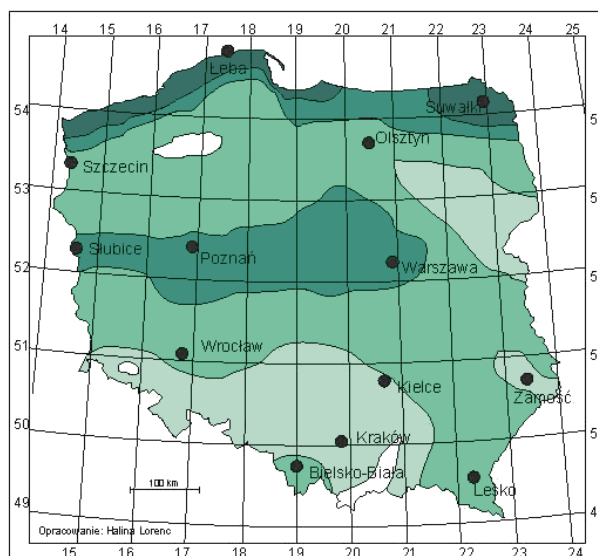 14 15 16 17 18 19 20 21 22 23 24 25
Łeba
54
Suwałki
Olsztyn
Szczecin
53
Słubice
Poznań
Warszawa
52
Wrocław
51
Kielce
Zamość
50
Kraków
Bielsko-Biała
Lesko
100 km
49
Opracowanie: Halina Lorenc
15 16 17 18 19 20 21 22 23 24